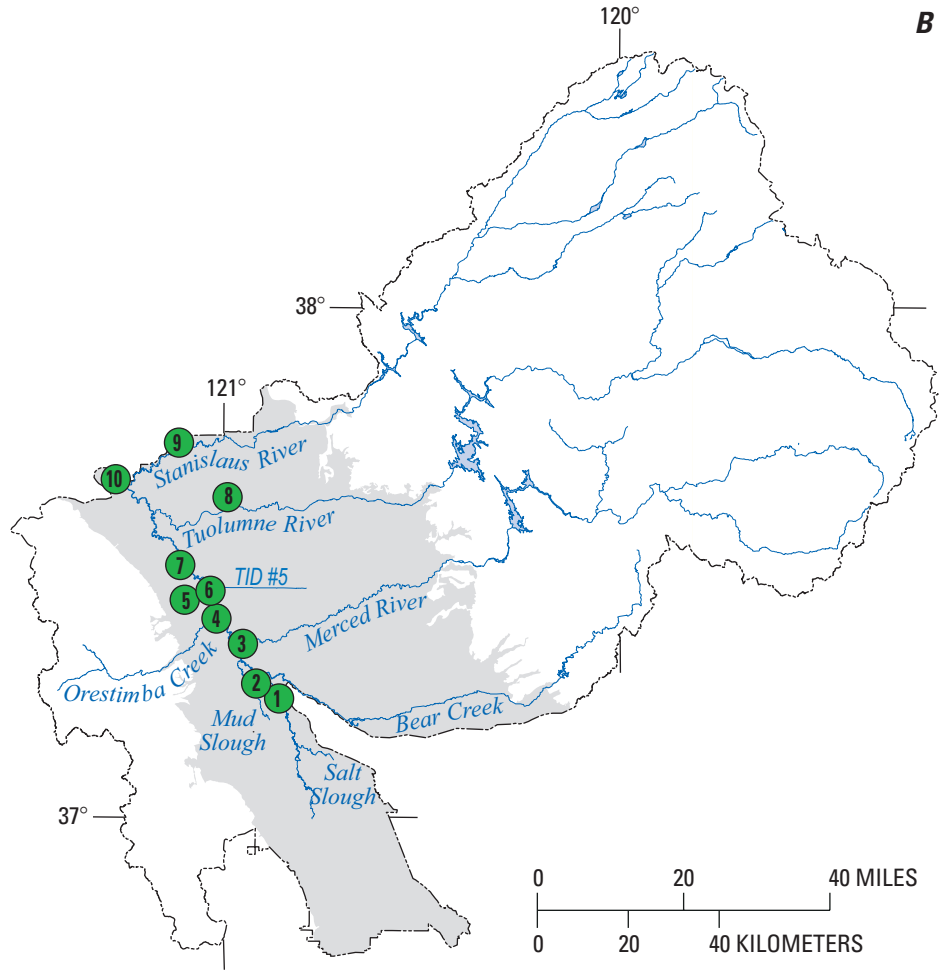 120°
B
38°
121°
9
Stanislaus River
10
8
Tuolumne River
7
TID #5
6
5
4
Merced River
3
Orestimba Creek
2
1
Bear Creek
Mud
Slough
Salt
Slough
37°
0 20 40 MILES
0 20 40 KILOMETERS